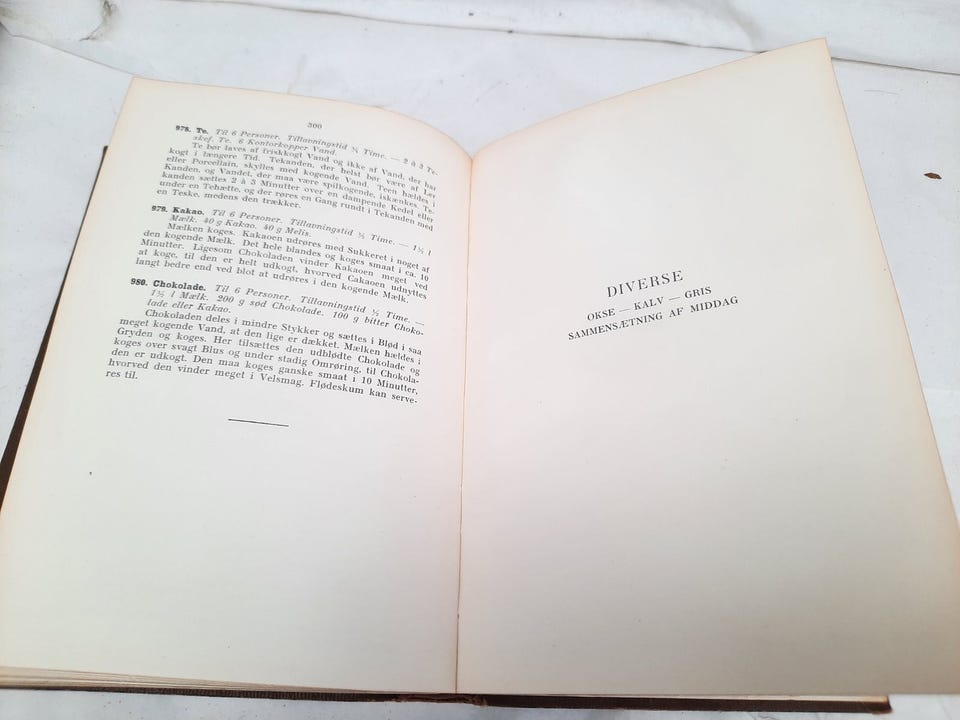 300
978. Te. Til 6 Personer. Tillavningstid ¼ Time. — 2 à 3 Te-
skef. Te. 6 Kontorkopper Vand.
Te bør laves af friskkogt Vand og ikke af Vand, der har
kogt i længere Tid. Tekanden, der helst bør være af Ler
eller Porcellain, skylles med kogende Vand. Teen hældes i
Kanden, og Vandet, der maa være spilkogende, iskænkes. Te-
kanden sættes 2 à 3 Minutter over en dampende Kedel eller
under en Tehætte, og der røres en Gang rundt i Tekanden med
en Teske, medens den trækker.
979. Kakao. Til 6 Personer. Tillavningstid ½ Time. — 1½ l
Mælk. 40 g Kakao. 40 g Melis.
Mælken koges. Kakaoen udrøres med Sukkeret i noget af
den kogende Mælk. Det hele blandes og koges smaat i ca. 10
Minutter. Ligesom Chokoladen vinder Kakaoen meget ved
at koge, til den er helt udkogt, hvorved Cakaoen udnyttes
langt bedre end ved blot at udrøres i den kogende Mælk.
980. Chokolade. Til 6 Personer. Tillavningstid ½ Time. —
1½ l Mælk. 200 g sød Chokolade. 100 g bitter Choko-
lade eller Kakao.
Chokoladen deles i mindre Stykker og sættes i Blød i saa
meget kogende Vand, at den lige er dækket. Mælken hældes i
Gryden og koges. Her tilsættes den udblødte Chokolade og
koges over svagt Blus og under stadig Omrøring, til Chokola-
den er udkogt. Den maa koges ganske smaat i 10 Minutter,
hvorved den vinder meget i Velsmag. Flødeskum kan serve-
res til.
DIVERSE
OKSE — KALV — GRIS
SAMMENSÆTNING AF MIDDAG